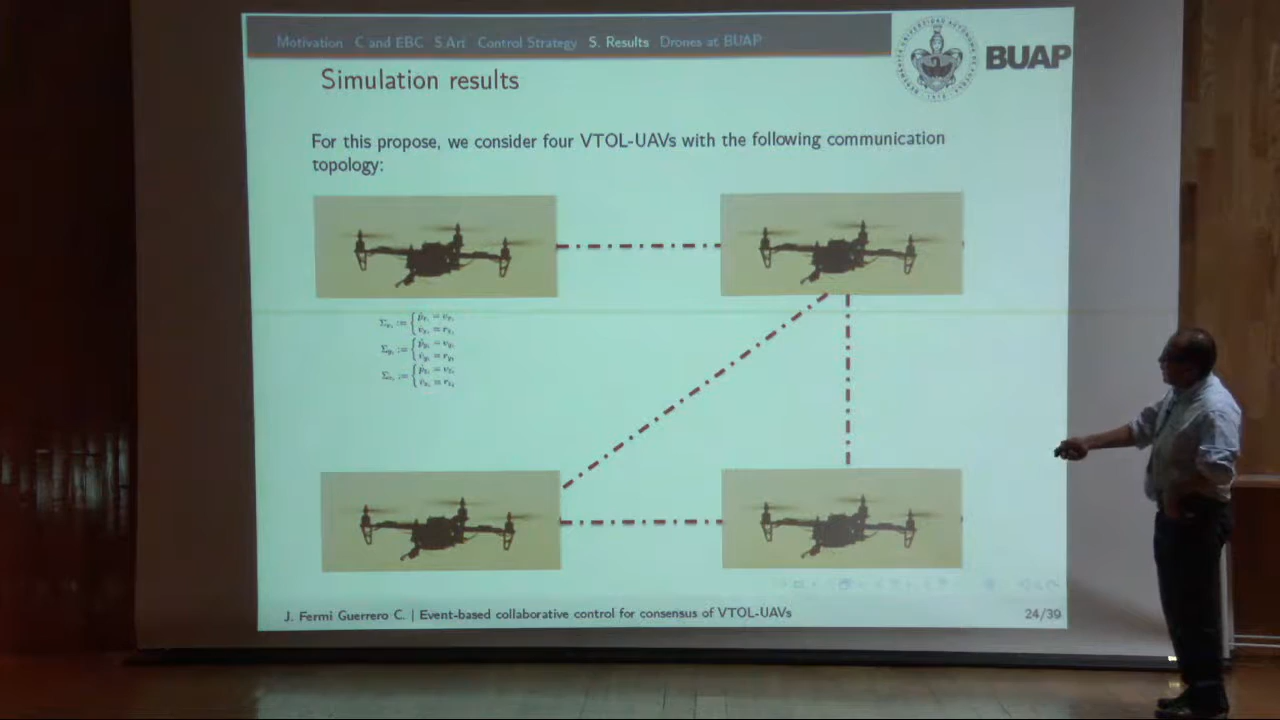 Motivation C and EBC S.Art Control Strategy S. Results Drones at BUAP
BUAP
Simulation results
For this propose, we consider four VTOL-UAVs with the following communication
topology:
J. Fermi Guerrero C. | Event-based collaborative control for consensus of VTOL-UAVs
24/39